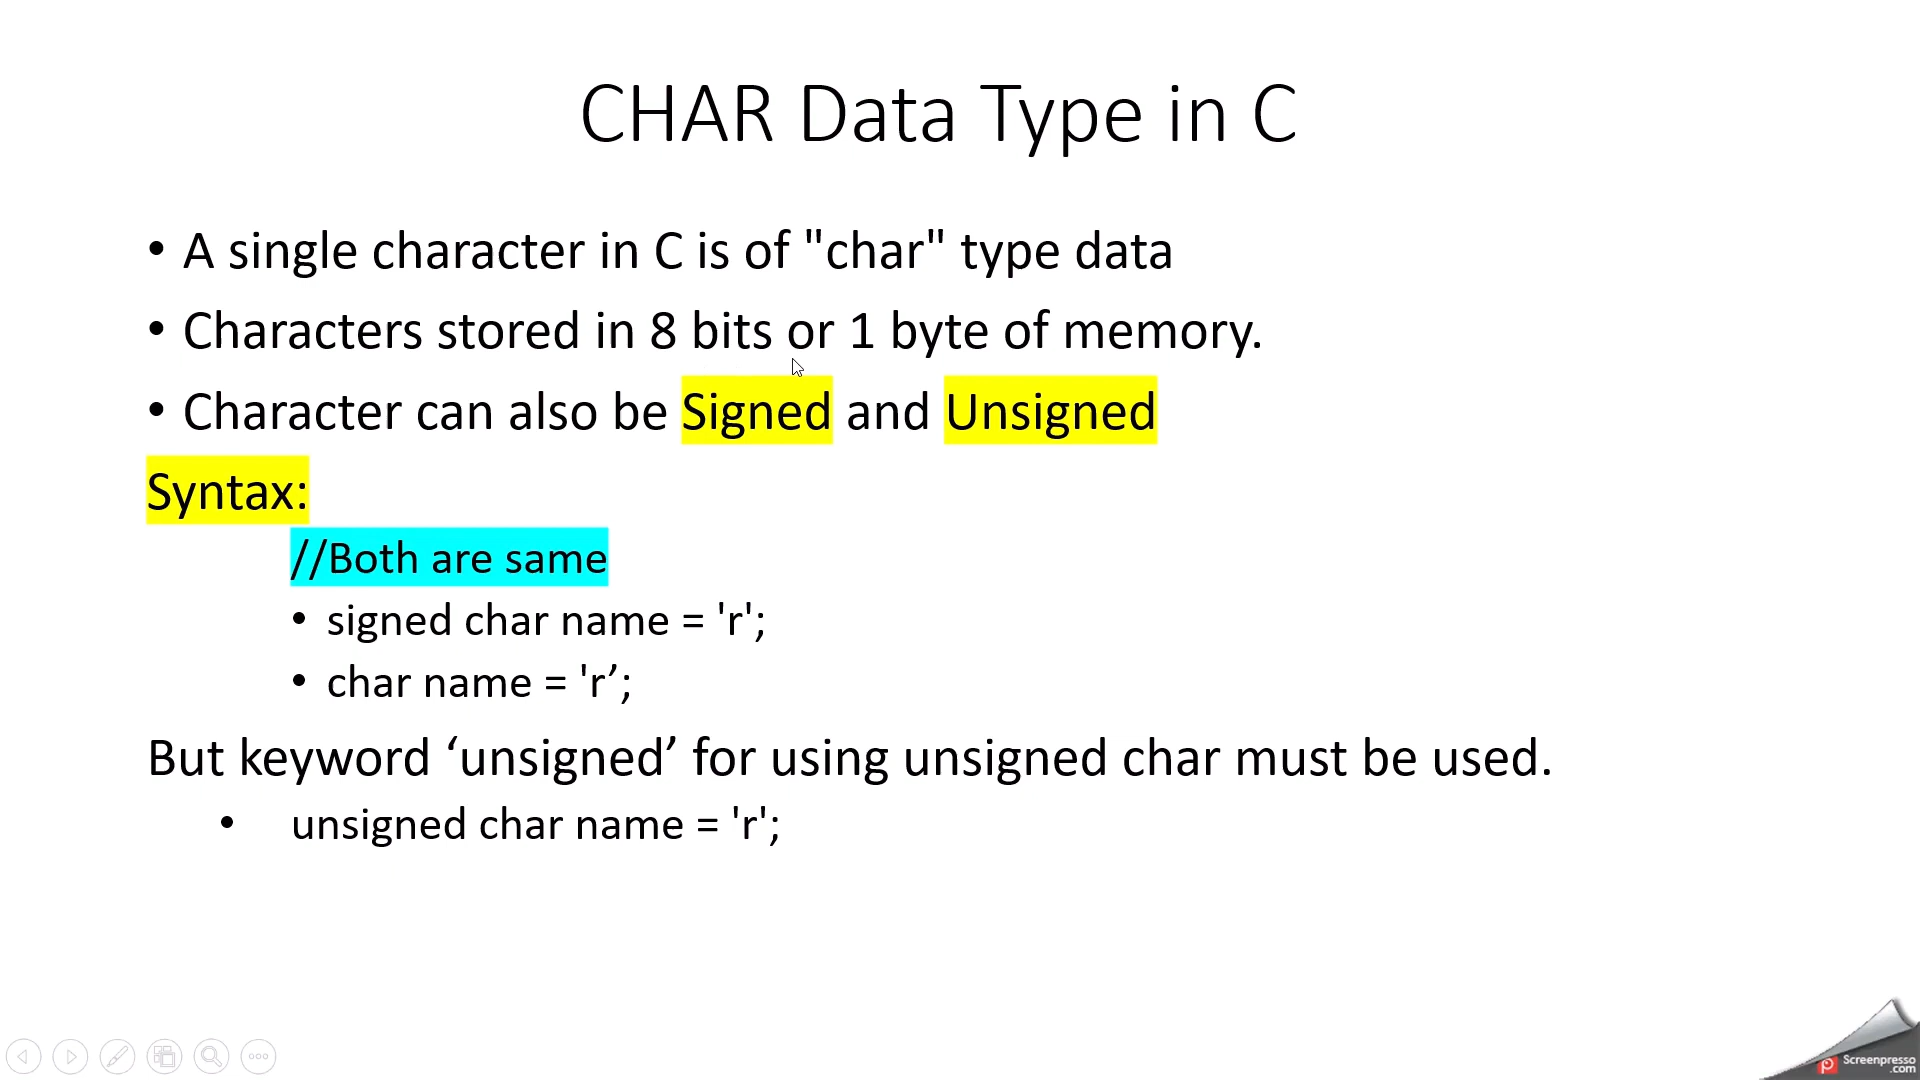 CHAR Data Type in C
• A single character in C is of "char" type data
• Characters stored in 8 bits or 1 byte of memory.
• Character can also be Signed and Unsigned
Syntax:
//Both are same
• signed char name = 'r';
• char name = 'r’;
But keyword ‘unsigned’ for using unsigned char must be used.
• unsigned char name = 'r';
Screenpresso
.com